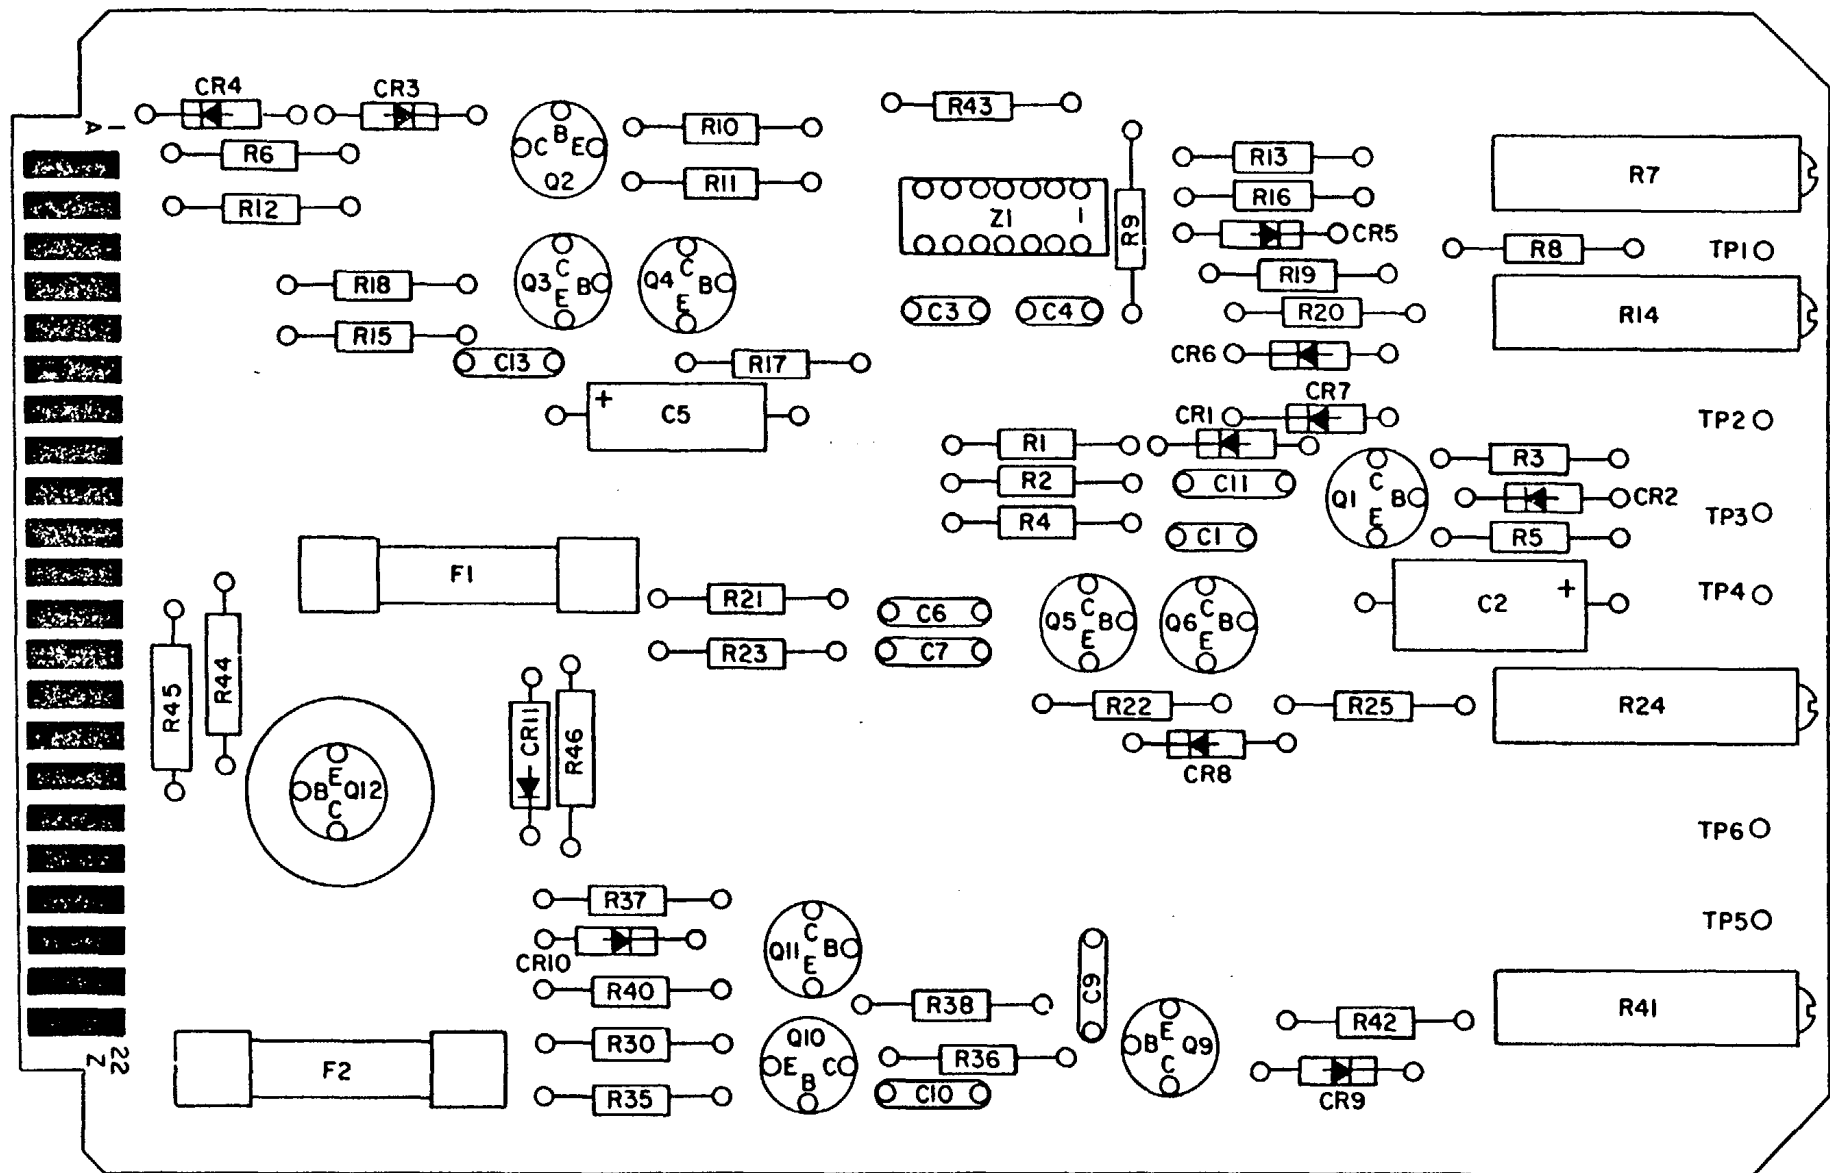 CR4 CR3
1
A
R6
R12
C B E
Q2
R10
R11
R43
Z1 1
R9
R13
R16
CR5
R19
R20
CR6
CR7
R7
R8
TP1
R14
R18
R15
Q3 C B E
Q4 C B E
C13
R17
+ C5
C3
C4
TP2
CR1
R1
R2
R4
C11
C1
Q1 C B E
R3
CR2
R5
TP3
C2 +
TP4
F1
R21
R23
C6
C7
Q5 C B E
Q6 C B E
R22
R25
CR8
R24
R45
R44
E B C Q12
CR11
R46
TP6
TP5
R37
CR10
R40
R30
R35
Q11 C B E
Q10
E B C
R38
R36
C10
C9
E B C Q9
R42
CR9
R41
22
Z
F2